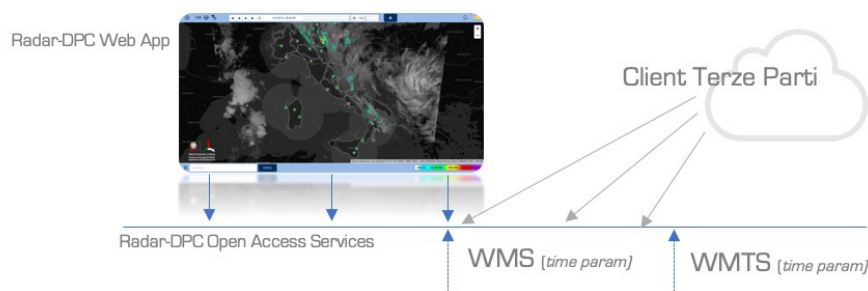 Radar-DPC Web App
Client Terze Parti
Radar-DPC Open Access Services
WMS (time param)
WMTS (time param)